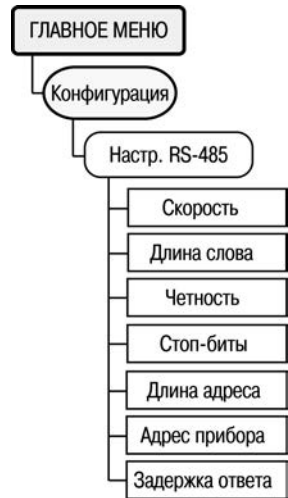 ГЛАВНОЕ МЕНЮ
Конфигурация
Настр. RS-485
Скорость
Длина слова
Четность
Стоп-биты
Длина адреса
Адрес прибора
Задержка ответа